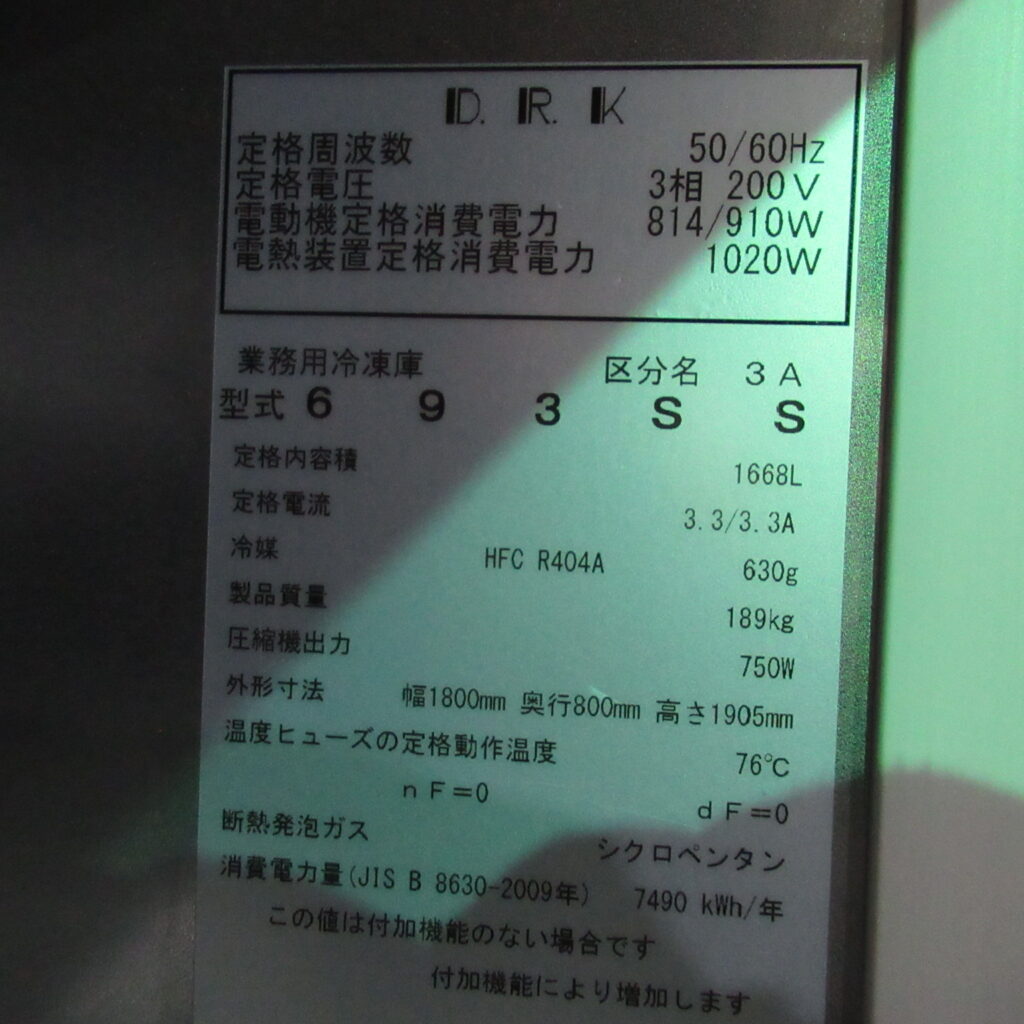 D. R. K
定格周波数 50/60Hz
定格電圧 3相 200V
電動機定格消費電力 814/910W
電熱装置定格消費電力 1020W
業務用冷凍庫 区分名 3A
型式 6 9 3 S S
定格内容積 1668L
定格電流 3.3/3.3A
冷媒 HFC R404A 630g
製品質量 189kg
圧縮機出力 750W
外形寸法 幅1800mm 奥行800mm 高さ1905mm
温度ヒューズの定格動作温度 76℃
nF=0 dF=0
断熱発泡ガス シクロペンタン
消費電力量(JIS B 8630-2009年) 7490 kWh/年
この値は付加機能のない場合です
付加機能により増加します